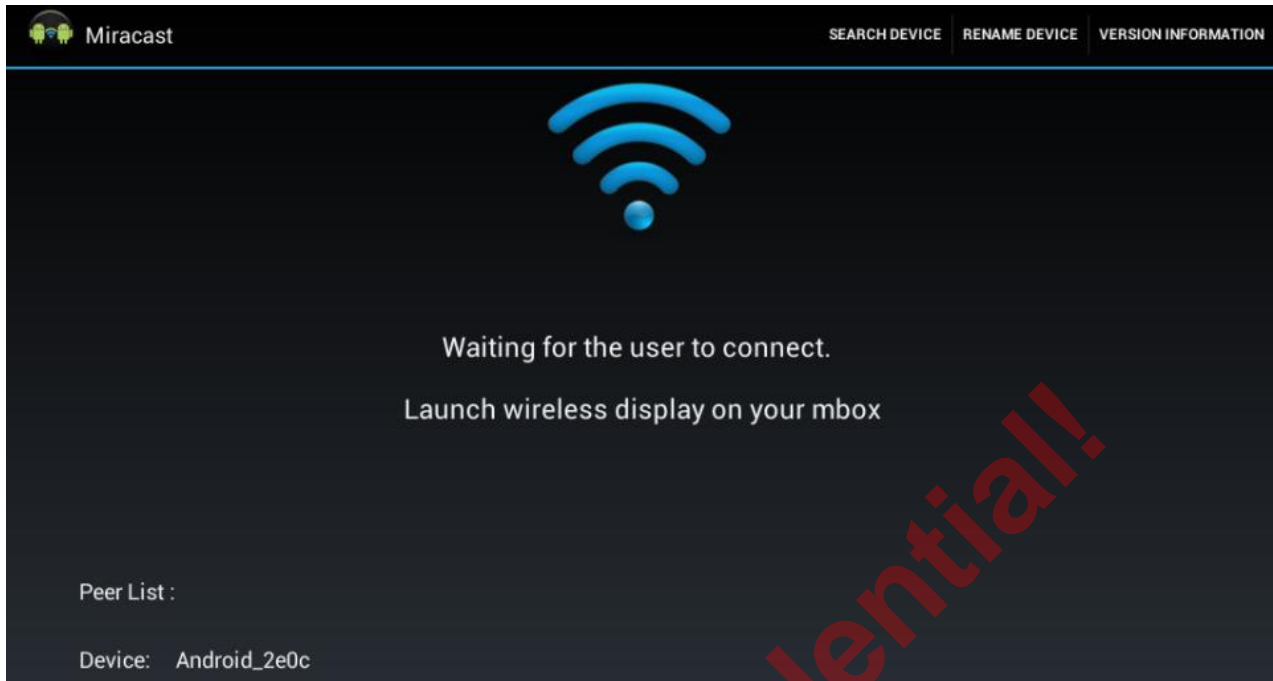 Miracast
SEARCH DEVICE RENAME DEVICE VERSION INFORMATION
Waiting for the user to connect.
Launch wireless display on your mbox
Peer List :
Device: Android_2e0c